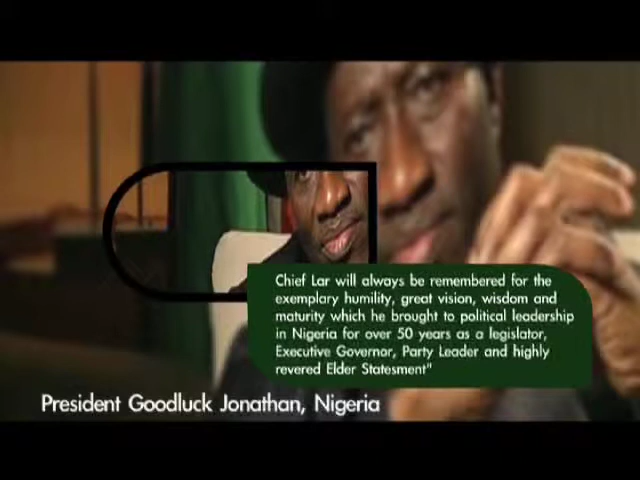 Chief Lar will always be remembered for the
exemplary humility, great vision, wisdom and
maturity which he brought to political leadership
in Nigeria for over 50 years as a legislator,
Executive Governor, Party Leader and highly
revered Elder Statesment"
President Goodluck Jonathan, Nigeria